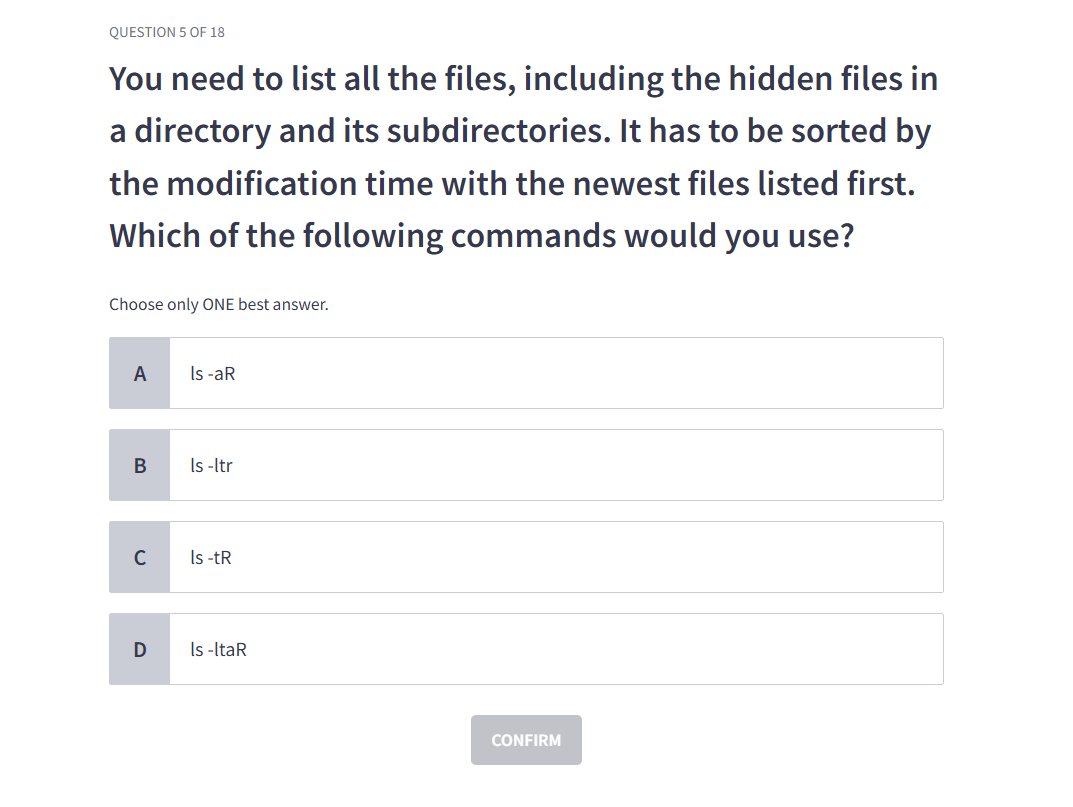 QUESTION 5 OF 18
You need to list all the files, including the hidden files in
a directory and its subdirectories. It has to be sorted by
the modification time with the newest files listed first.
Which of the following commands would you use?
Choose only ONE best answer.
A ls -aR
B ls -ltr
C ls -tR
D ls -ltaR
CONFIRM